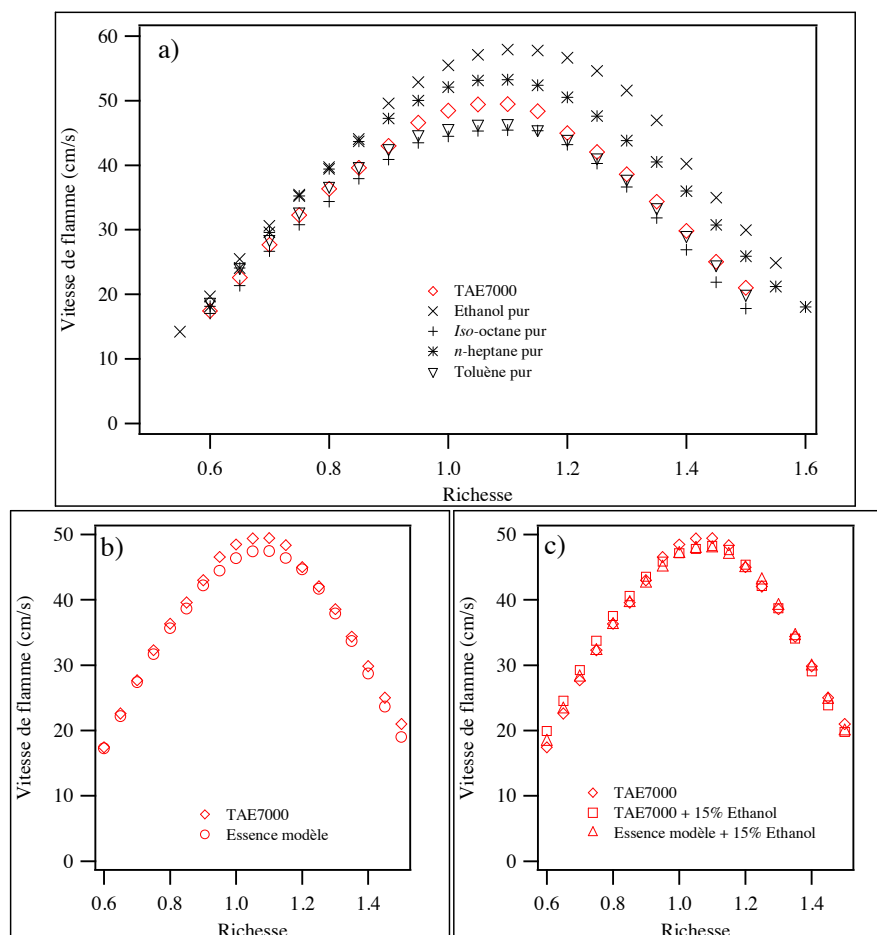 a)
60
50
40
30
20
10
0
Vitesse de flamme (cm/s)
TAE7000
Ethanol pur
Iso-octane pur
n-heptane pur
Toluène pur
0.6 0.8 1.0 1.2 1.4 1.6
Richesse
b)
50
40
30
20
10
0
Vitesse de flamme (cm/s)
TAE7000
Essence modèle
0.6 0.8 1.0 1.2 1.4
Richesse
c)
50
40
30
20
10
0
Vitesse de flamme (cm/s)
TAE7000
TAE7000 + 15% Ethanol
Essence modèle + 15% Ethanol
0.6 0.8 1.0 1.2 1.4
Richesse